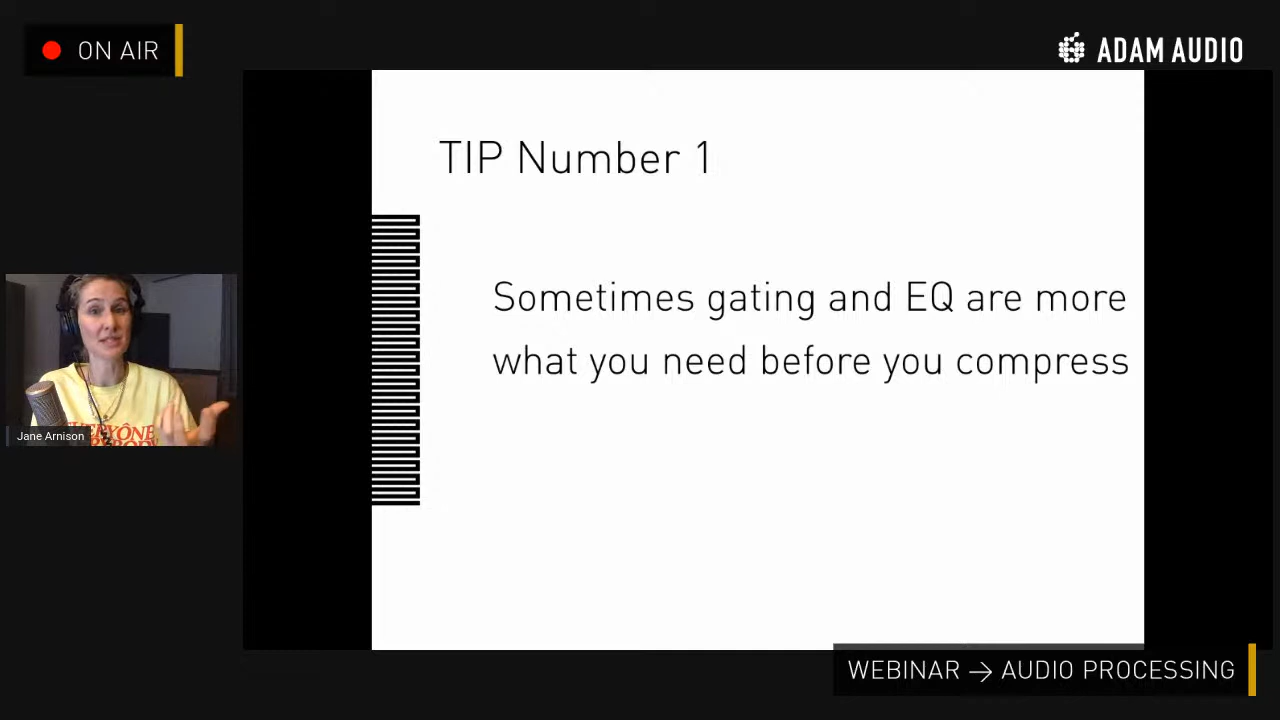 ON AIR
ADAM AUDIO
TIP Number 1
Sometimes gating and EQ are more
what you need before you compress
EVERYONE
Jane Arnison
WEBINAR → AUDIO PROCESSING